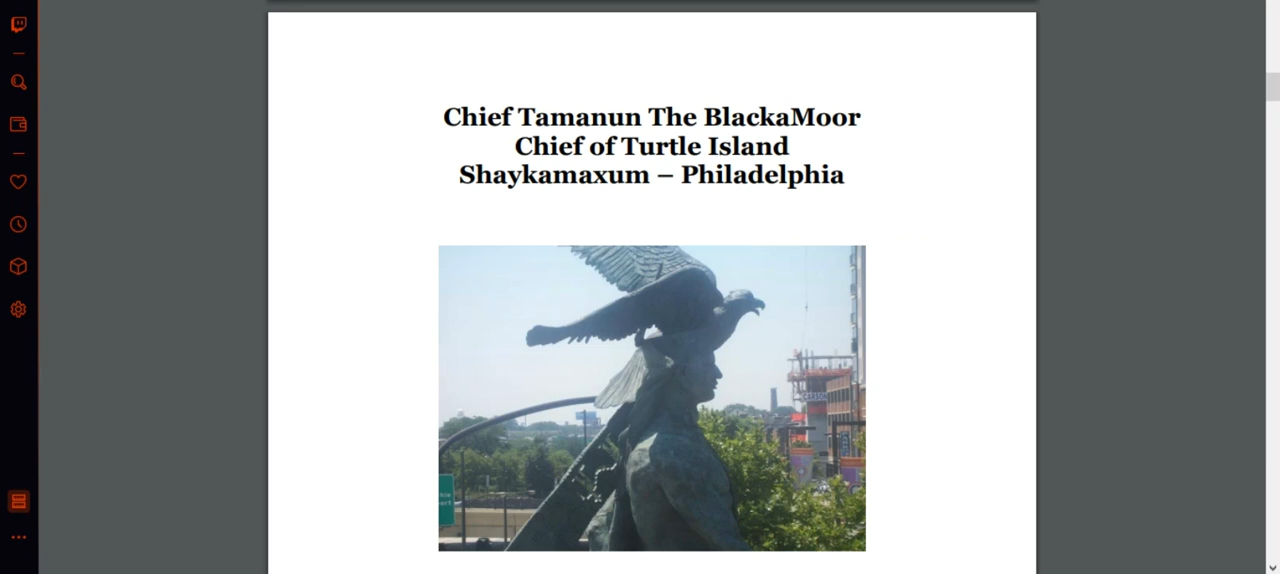 Chief Tamanun The BlackaMoor
Chief of Turtle Island
Shaykamaxum – Philadelphia